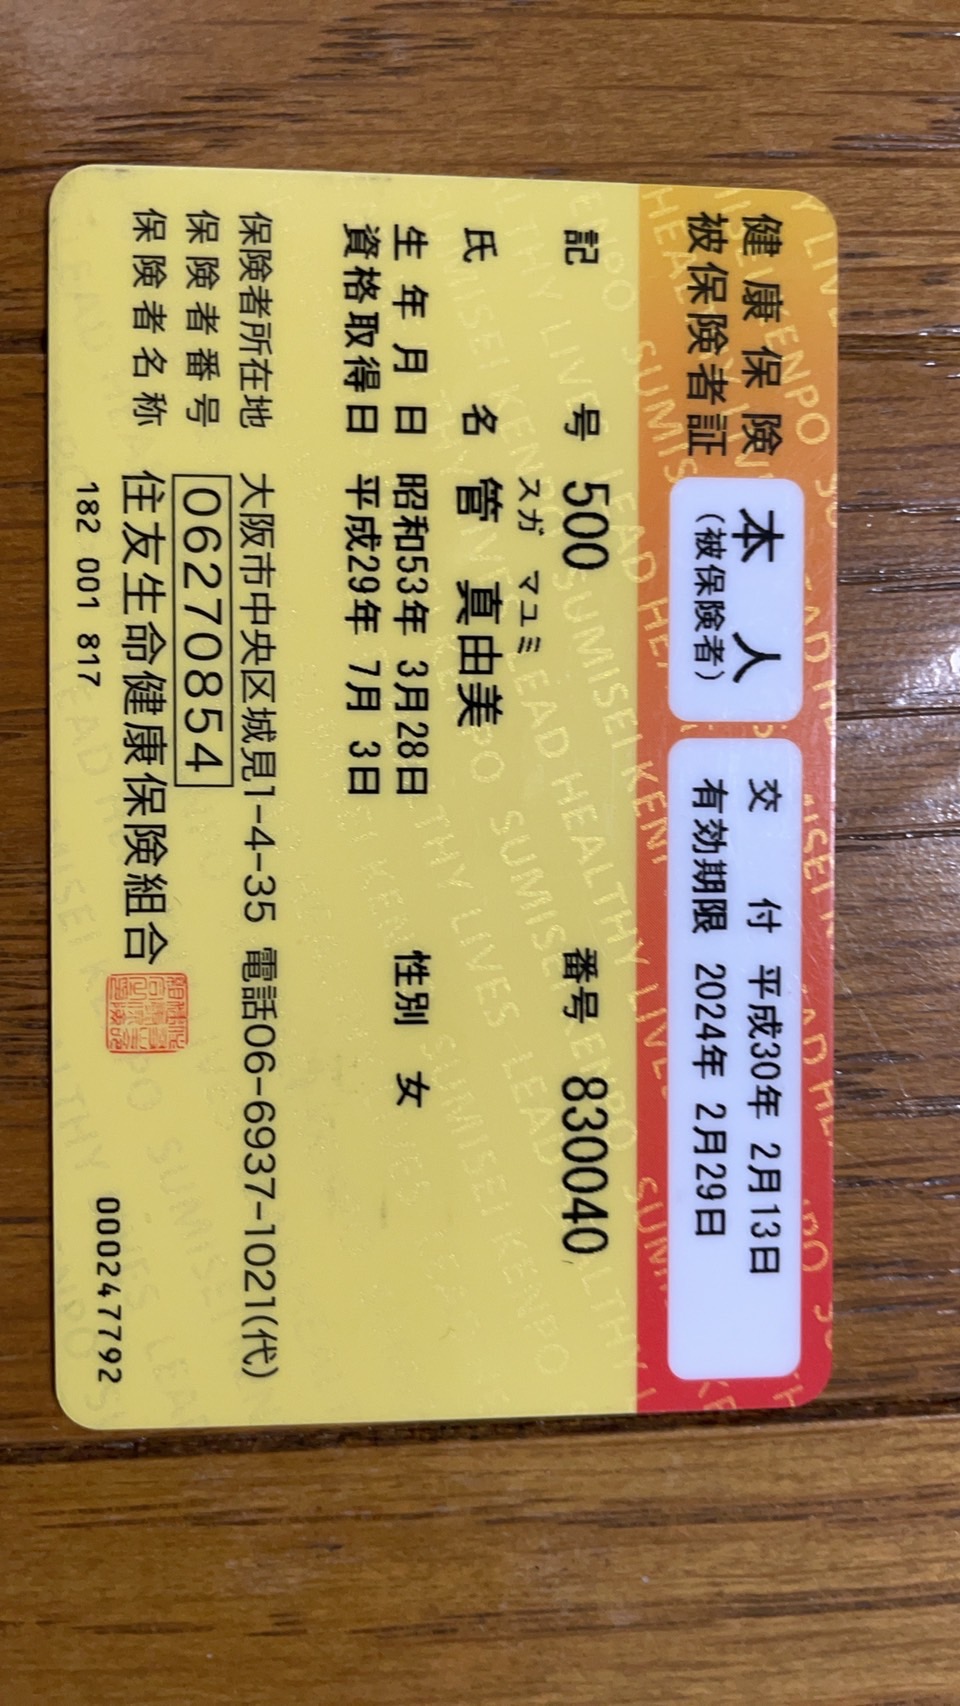 健康保険
被保険者証
本人
(被保険者)
交付 平成30年 2月13日
有効期限 2024年 2月29日
記号 500 番号 830040
スガ マユミ
氏名 管 真由美
生年月日 昭和53年 3月28日 性別 女
資格取得日 平成29年 7月 3日
保険者所在地 大阪市中央区城見1-4-35 電話06-6937-1021(代)
保険者番号 06270854
保険者名称 住友生命健康保険組合
182 001 817
000247792